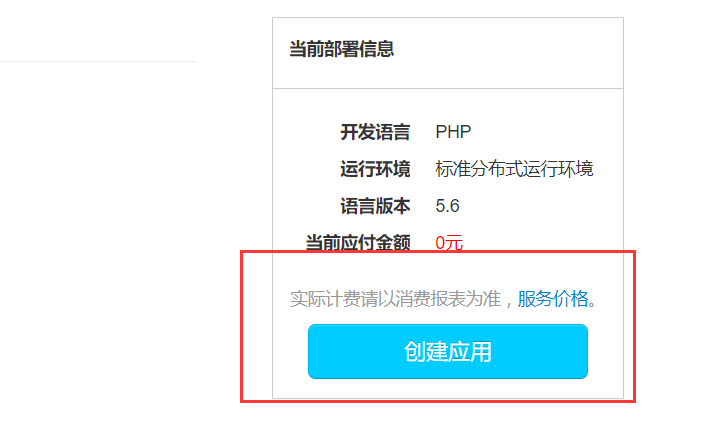 当前部署信息
开发语言 PHP
运行环境 标准分布式运行环境
语言版本 5.6
当前应付金额 0元
实际计费请以消费报表为准，服务价格。
创建应用